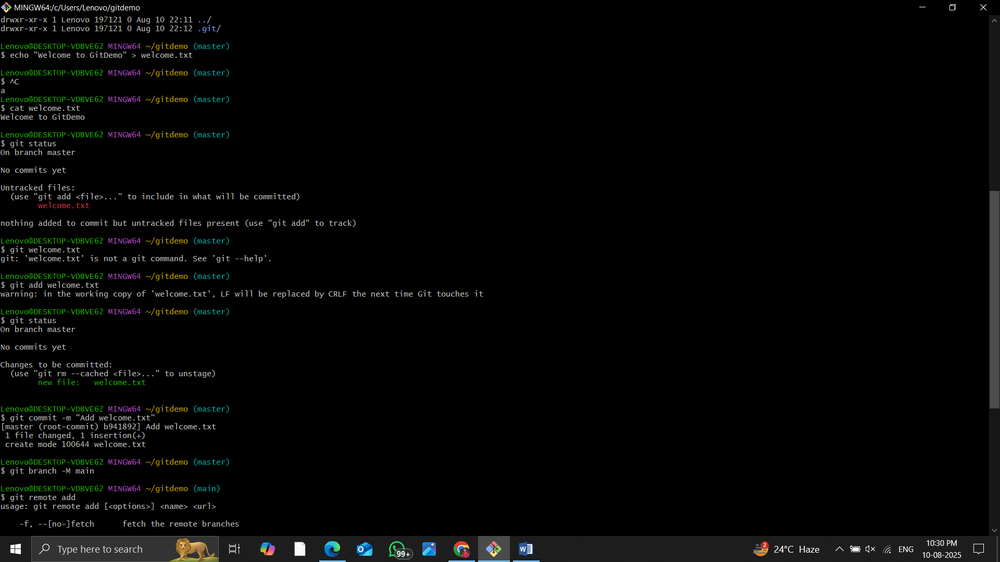 MINGW64:/c/Users/Lenovo/gitdemo
drwxr-xr-x 1 Lenovo 197121 0 Aug 10 22:11 ../
drwxr-xr-x 1 Lenovo 197121 0 Aug 10 22:12 .git/
Lenovo@DESKTOP-VDBVE62 MINGW64 ~/gitdemo (master)
$ echo "Welcome to GitDemo" > welcome.txt
Lenovo@DESKTOP-VDBVE62 MINGW64 ~/gitdemo (master)
$ ^C
a
Lenovo@DESKTOP-VDBVE62 MINGW64 ~/gitdemo (master)
$ cat welcome.txt
Welcome to GitDemo
Lenovo@DESKTOP-VDBVE62 MINGW64 ~/gitdemo (master)
$ git status
On branch master
No commits yet
Untracked files:
  (use "git add <file>..." to include in what will be committed)
        welcome.txt
nothing added to commit but untracked files present (use "git add" to track)
Lenovo@DESKTOP-VDBVE62 MINGW64 ~/gitdemo (master)
$ git welcome.txt
git: 'welcome.txt' is not a git command. See 'git --help'.
Lenovo@DESKTOP-VDBVE62 MINGW64 ~/gitdemo (master)
$ git add welcome.txt
warning: in the working copy of 'welcome.txt', LF will be replaced by CRLF the next time Git touches it
Lenovo@DESKTOP-VDBVE62 MINGW64 ~/gitdemo (master)
$ git status
On branch master
No commits yet
Changes to be committed:
  (use "git rm --cached <file>..." to unstage)
        new file:   welcome.txt
Lenovo@DESKTOP-VDBVE62 MINGW64 ~/gitdemo (master)
$ git commit -m "Add welcome.txt"
[master (root-commit) b941892] Add welcome.txt
 1 file changed, 1 insertion(+)
 create mode 100644 welcome.txt
Lenovo@DESKTOP-VDBVE62 MINGW64 ~/gitdemo (master)
$ git branch -M main
Lenovo@DESKTOP-VDBVE62 MINGW64 ~/gitdemo (main)
$ git remote add
usage: git remote add [<options>] <name> <url>
    -f, --[no-]fetch      fetch the remote branches
Type here to search
99+
2
24°C Haze
ENG
10:30 PM
10-08-2025